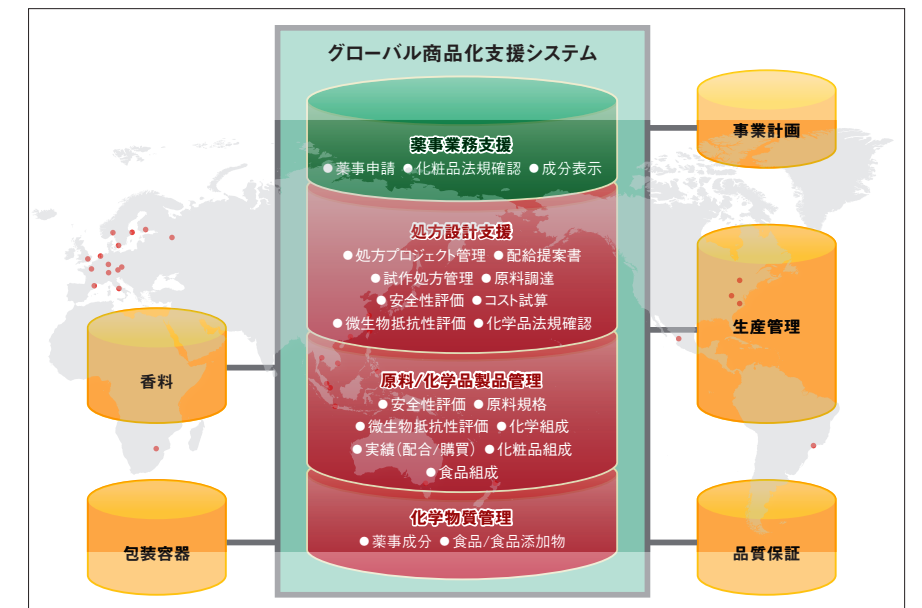 グローバル商品化支援システム
薬事業務支援
●薬事申請 ●化粧品法規確認 ●成分表示
処方設計支援
●処方プロジェクト管理 ●配給提案書
●試作処方管理 ●原料調達
●安全性評価 ●コスト試算
●微生物抵抗性評価 ●化学品法規確認
原料/化学品製品管理
●安全性評価 ●原料規格
●微生物抵抗性評価 ●化学組成
●実績(配合/購買) ●化粧品組成
●食品組成
化学物質管理
●薬事成分 ●食品/食品添加物
香料
包装容器
事業計画
生産管理
品質保証